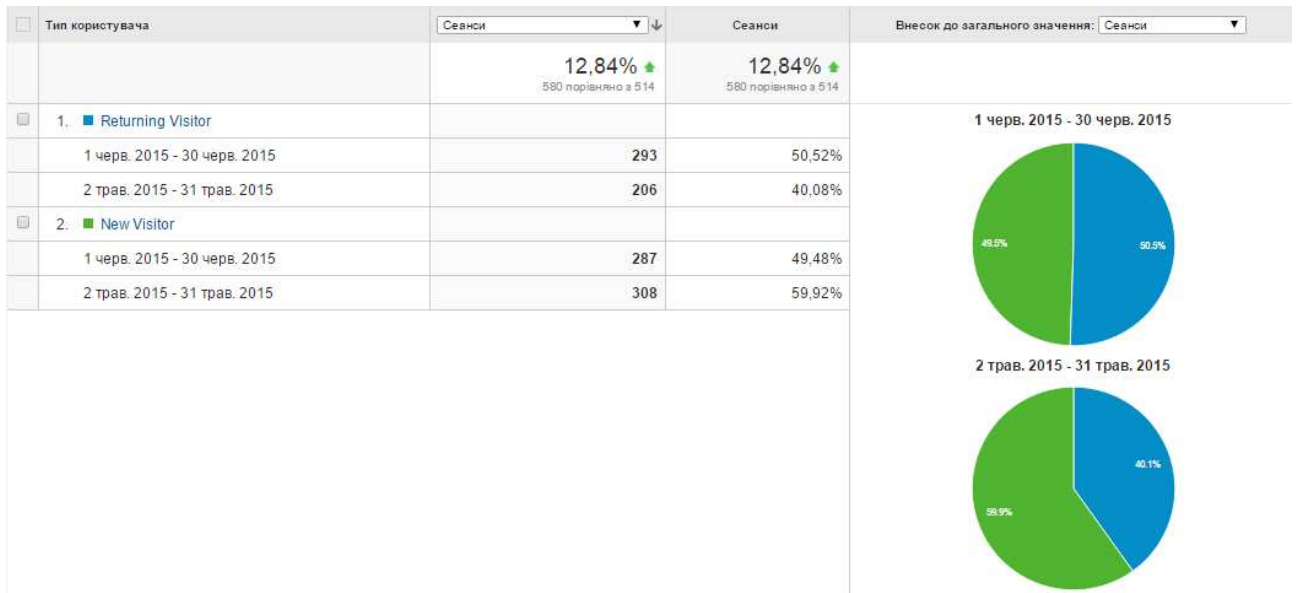 Тип користувача Сеанси Сеанси Внесок до загального значення: Сеанси
12,84% 12,84%
580 порівняно з 514 580 порівняно з 514
1. Returning Visitor
1 черв. 2015 - 30 черв. 2015 293 50,52%
2 трав. 2015 - 31 трав. 2015 206 40,08%
2. New Visitor
1 черв. 2015 - 30 черв. 2015 287 49,48%
2 трав. 2015 - 31 трав. 2015 308 59,92%
1 черв. 2015 - 30 черв. 2015
49.5% 50.5%
2 трав. 2015 - 31 трав. 2015
40.1%
59.9%